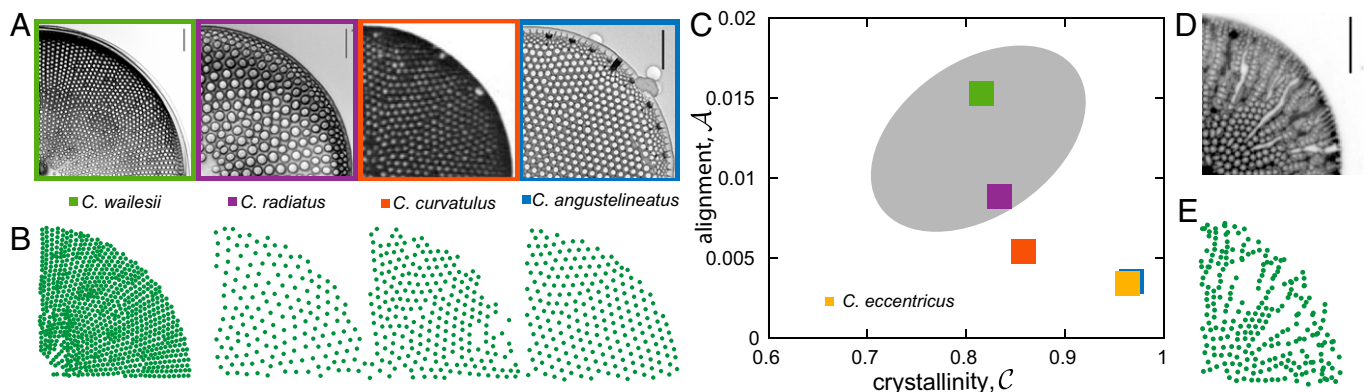 A
C. wailesii
C. radiatus
C. curvatulus
C. angustelineatus
B
C
0.02
0.015
0.01
0.005
0
alignment, 𝒜
C. eccentricus
0.6
0.7
0.8
0.9
1
crystallinity, 𝒞
D
E